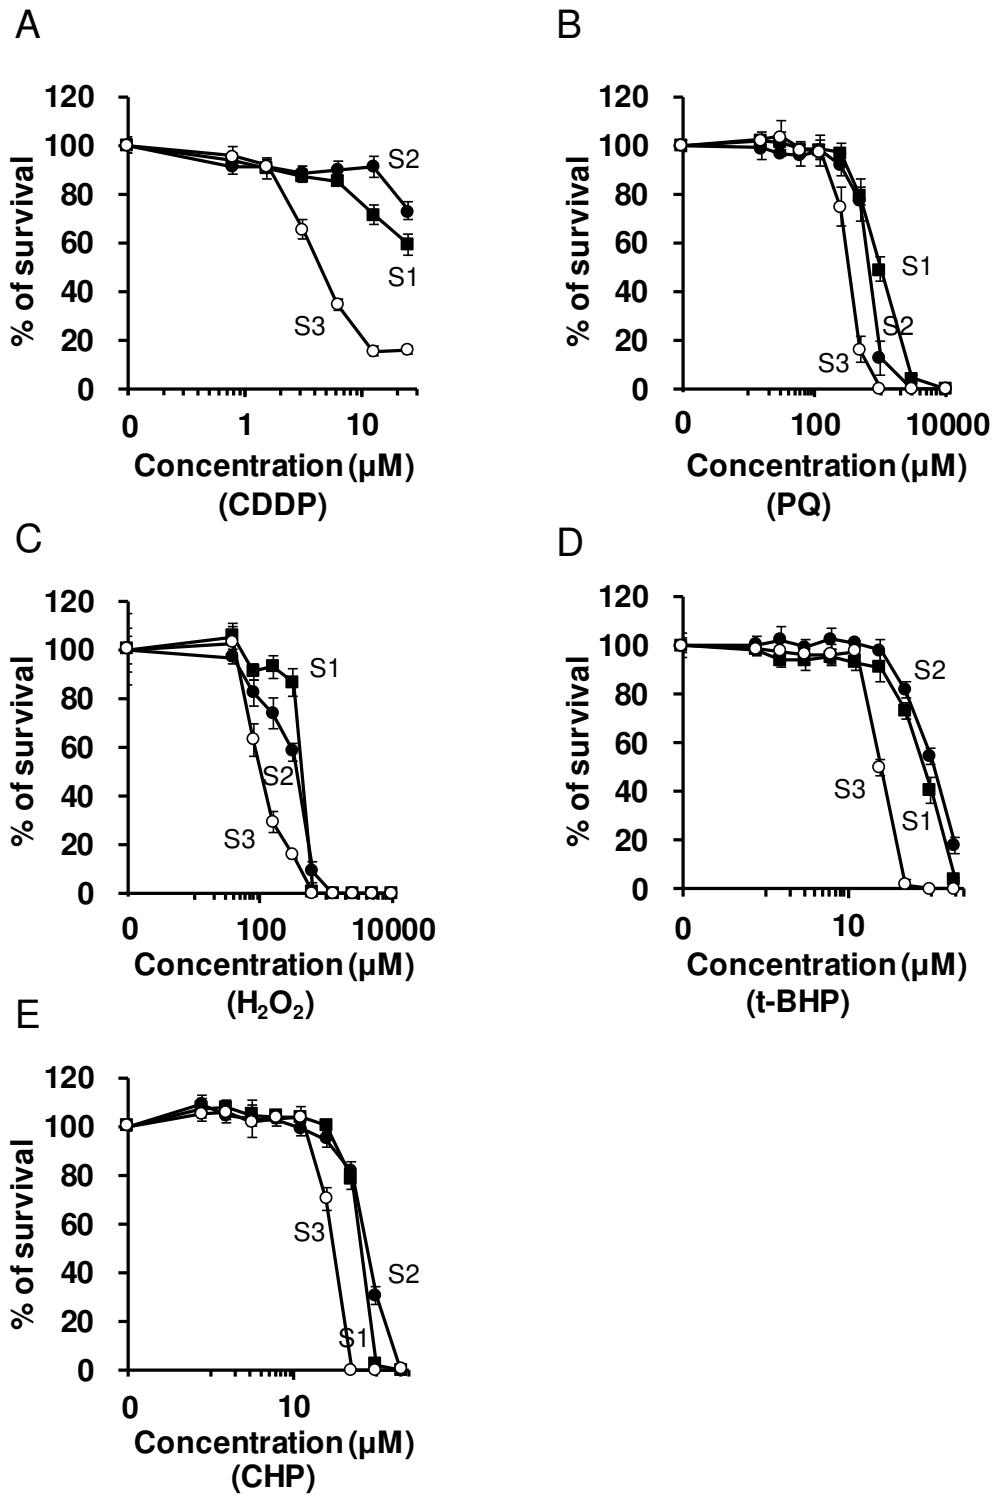 A
% of survival
120
100
80
60
40
20
0
S2
S1
S3
0 1 10
Concentration (µM)
(CDDP)
B
% of survival
120
100
80
60
40
20
0
S1
S2
S3
0 100 10000
Concentration (µM)
(PQ)
C
% of survival
120
100
80
60
40
20
0
S1
S2
S3
0 100 10000
Concentration (µM)
(H₂O₂)
D
% of survival
120
100
80
60
40
20
0
S2
S3
S1
0 10
Concentration (µM)
(t-BHP)
E
% of survival
120
100
80
60
40
20
0
S3
S2
S1
0 10
Concentration (µM)
(CHP)